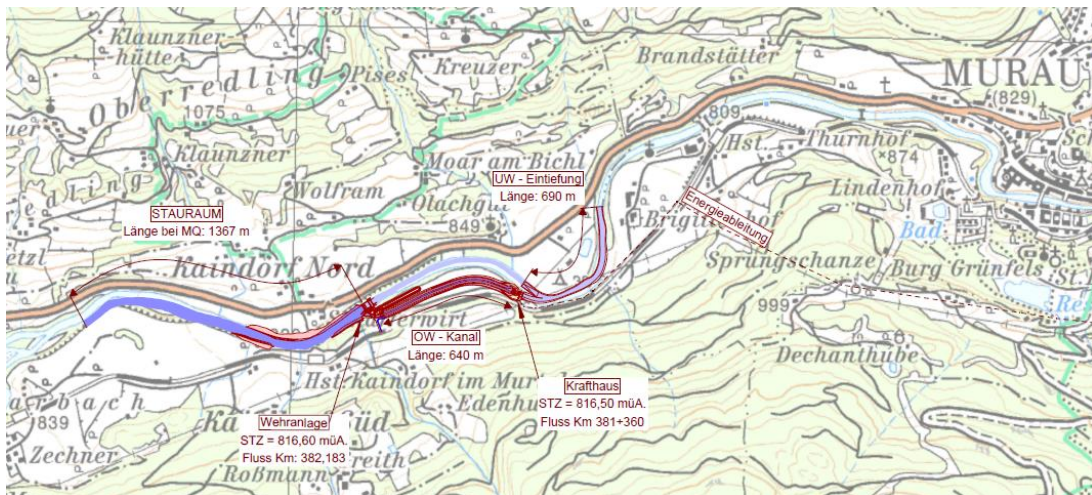 Klaunzner-
hütte
Pises
Kreuzer
Brandstätter
MURAU
(829)
Oberredling
1075
Klaunzner
809
Hst.
Thurnhof
874
Moar am Bichl
UW - Eintiefung
Länge: 690 m
Wolfram
Olachgut
849
Lindenhof
STAURAUM
Länge bei MQ: 1367 m
Energieableitung
Bad
Kaindorf Nord
Sprungschanze
Burg Grünfels
999
OW - Kanal
Länge: 640 m
Dechanthube
Hst. Kaindorf im Mur
Krafthaus
STZ = 816,50 müA.
Fluss Km 381+360
Wehranlage
STZ = 816,60 müA.
Fluss Km: 382,183
839
Zechner
Roßmann